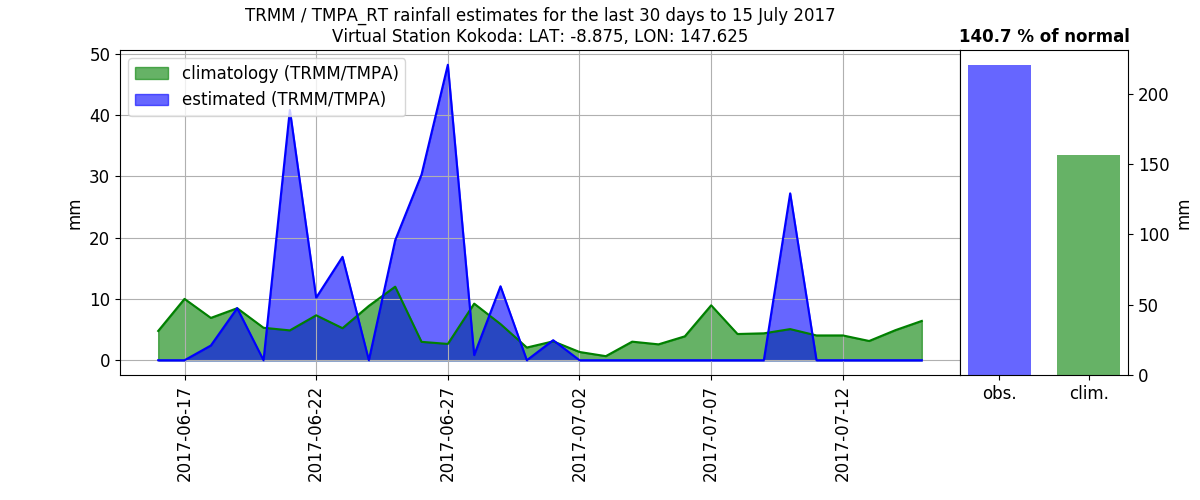 TRMM / TMPA_RT rainfall estimates for the last 30 days to 15 July 2017
Virtual Station Kokoda: LAT: -8.875, LON: 147.625
140.7 % of normal
climatology (TRMM/TMPA)
estimated (TRMM/TMPA)
mm
50
40
30
20
10
0
2017-06-17
2017-06-22
2017-06-27
2017-07-02
2017-07-07
2017-07-12
200
150
100
50
0
mm
obs.
clim.